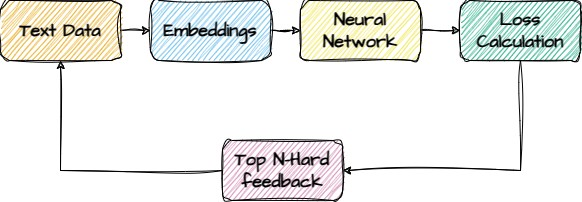 Text Data
Embeddings
Neural
Network
Loss
Calculation
Top N-Hard
feedback